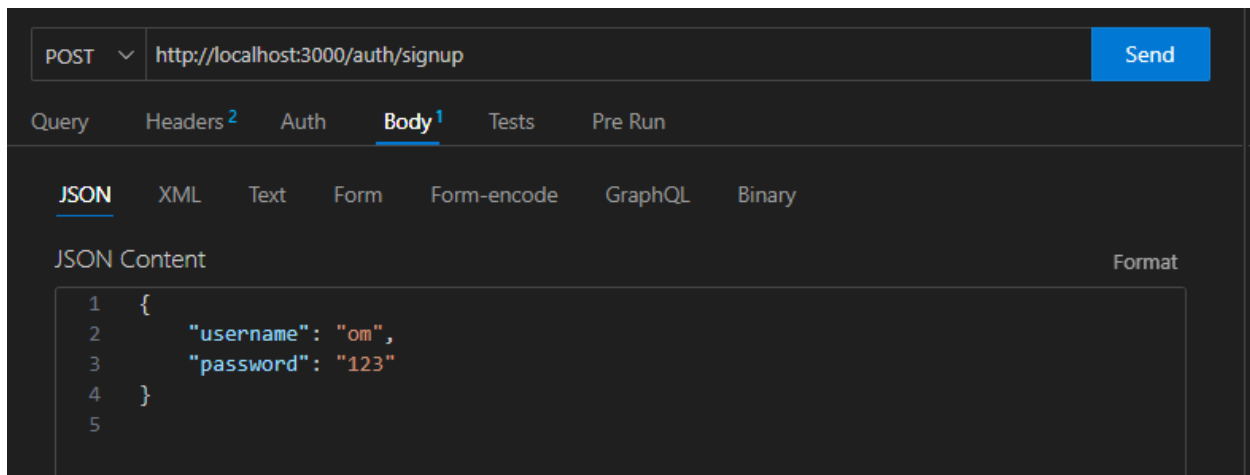 POST http://localhost:3000/auth/signup Send
Query Headers 2 Auth Body 1 Tests Pre Run
JSON XML Text Form Form-encode GraphQL Binary
JSON Content Format
1 {
2 "username": "om",
3 "password": "123"
4 }
5